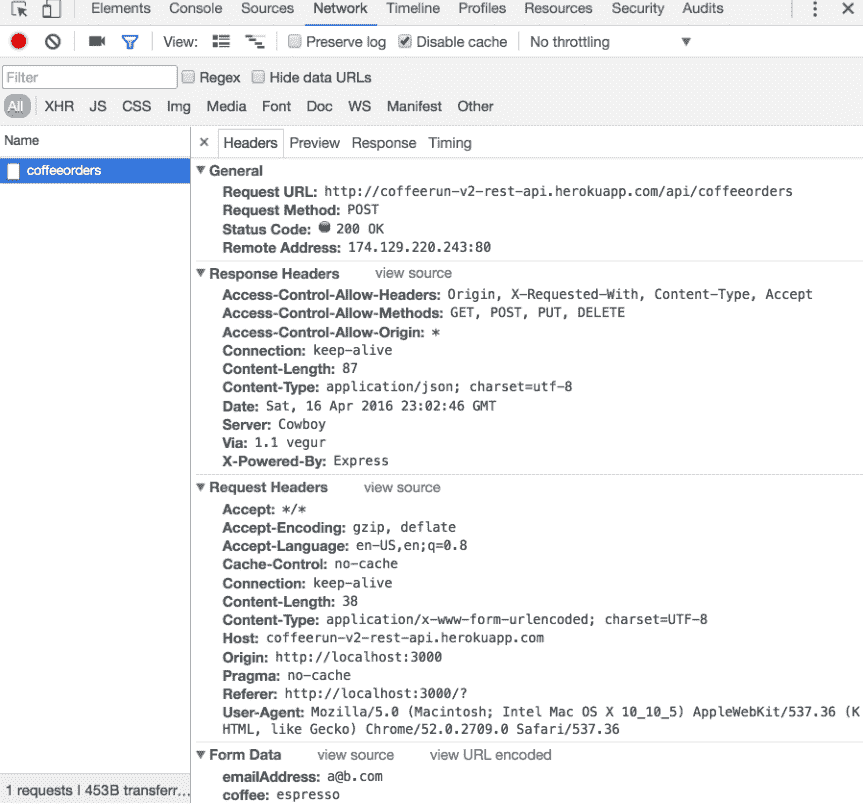 Elements Console Sources Network Timeline Profiles Resources Security Audits
View: Preserve log Disable cache No throttling
Filter Regex Hide data URLs
All XHR JS CSS Img Media Font Doc WS Manifest Other
Name
coffeeorders
Headers Preview Response Timing
General
Request URL: http://coffeerun-v2-rest-api.herokuapp.com/api/coffeeorders
Request Method: POST
Status Code: 200 OK
Remote Address: 174.129.220.243:80
Response Headers view source
Access-Control-Allow-Headers: Origin, X-Requested-With, Content-Type, Accept
Access-Control-Allow-Methods: GET, POST, PUT, DELETE
Access-Control-Allow-Origin: *
Connection: keep-alive
Content-Length: 87
Content-Type: application/json; charset=utf-8
Date: Sat, 16 Apr 2016 23:02:46 GMT
Server: Cowboy
Via: 1.1 vegur
X-Powered-By: Express
Request Headers view source
Accept: */*
Accept-Encoding: gzip, deflate
Accept-Language: en-US,en;q=0.8
Cache-Control: no-cache
Connection: keep-alive
Content-Length: 38
Content-Type: application/x-www-form-urlencoded; charset=UTF-8
Host: coffeerun-v2-rest-api.herokuapp.com
Origin: http://localhost:3000
Pragma: no-cache
Referer: http://localhost:3000/?
User-Agent: Mozilla/5.0 (Macintosh; Intel Mac OS X 10_10_5) AppleWebKit/537.36 (K
HTML, like Gecko) Chrome/52.0.2709.0 Safari/537.36
Form Data view source view URL encoded
emailAddress: a@b.com
coffee: espresso
1 requests | 453B transferr...